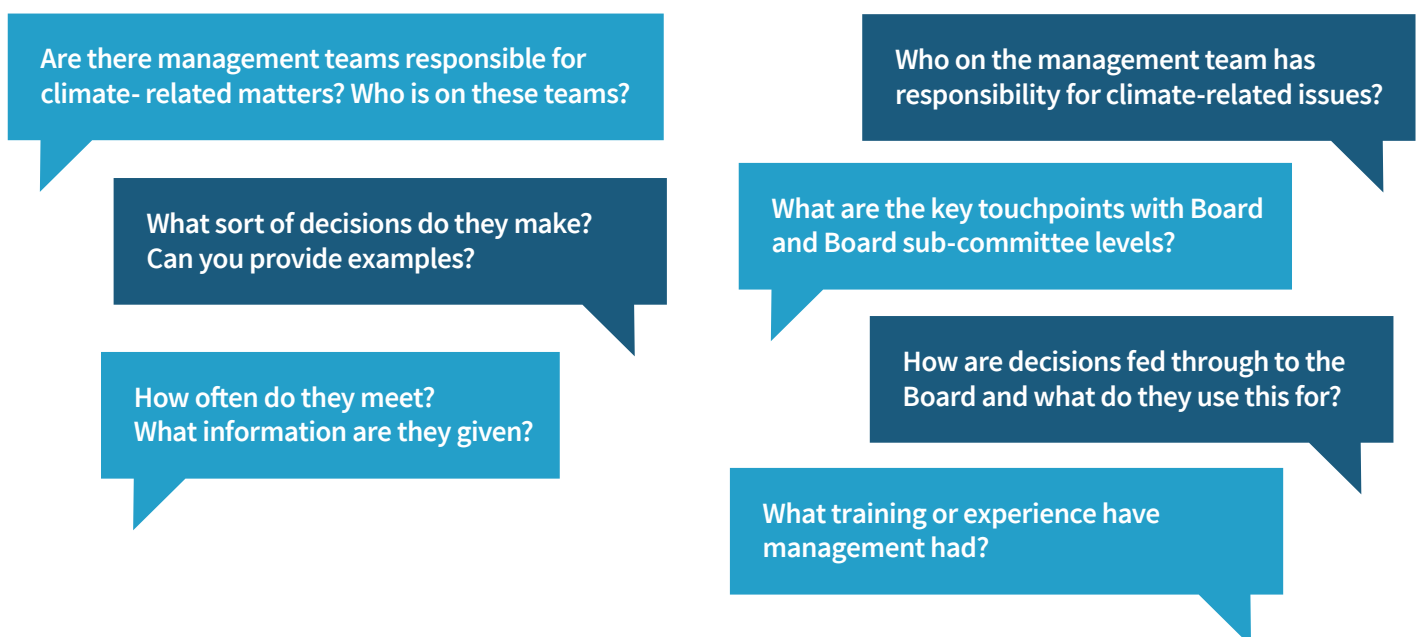 Are there management teams responsible for
climate- related matters? Who is on these teams?
What sort of decisions do they make?
Can you provide examples?
How often do they meet?
What information are they given?
Who on the management team has
responsibility for climate-related issues?
What are the key touchpoints with Board
and Board sub-committee levels?
How are decisions fed through to the
Board and what do they use this for?
What training or experience have
management had?